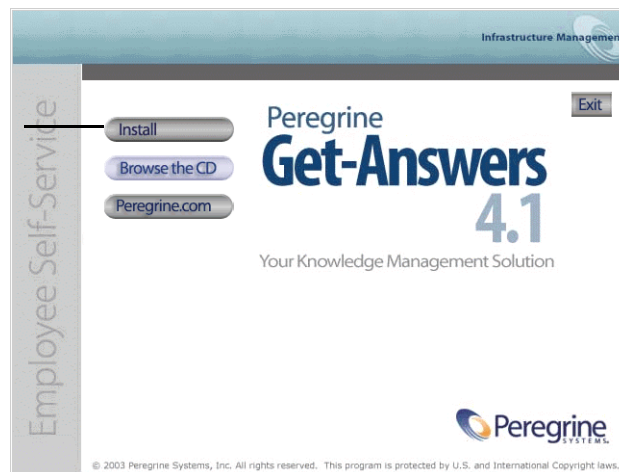 Infrastructure Management
Employee Self-Service
Install
Browse the CD
Peregrine.com
Exit
Peregrine
Get-Answers
4.1
Your Knowledge Management Solution
Peregrine
SYSTEMS.
© 2003 Peregrine Systems, Inc. All rights reserved. This program is protected by U.S. and International Copyright laws.